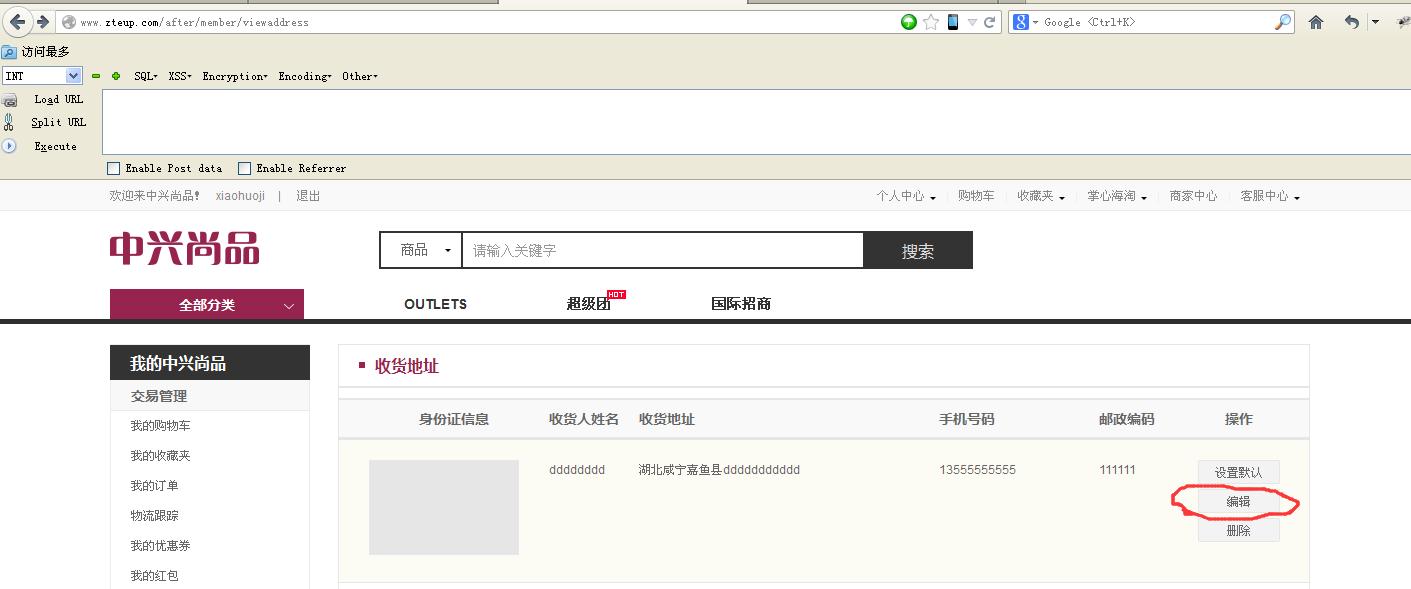 www.zteup.com/after/member/viewaddress
Google <Ctrl+K>
访问最多
INT SQL XSS Encryption Encoding Other
Load URL
Split URL
Execute
Enable Post data Enable Referrer
欢迎来中兴尚品! xiaohuoji | 退出 个人中心 购物车 收藏夹 掌心海淘 商家中心 客服中心
中兴尚品 商品 请输入关键字 搜索
全部分类 OUTLETS 超级团 HOT 国际招商
我的中兴尚品
交易管理
我的购物车
我的收藏夹
我的订单
物流跟踪
我的优惠券
我的红包
收货地址
身份证信息 收货人姓名 收货地址 手机号码 邮政编码 操作
dddddddd 湖北咸宁嘉鱼县ddddddddddd 13555555555 111111 设置默认
编辑
删除